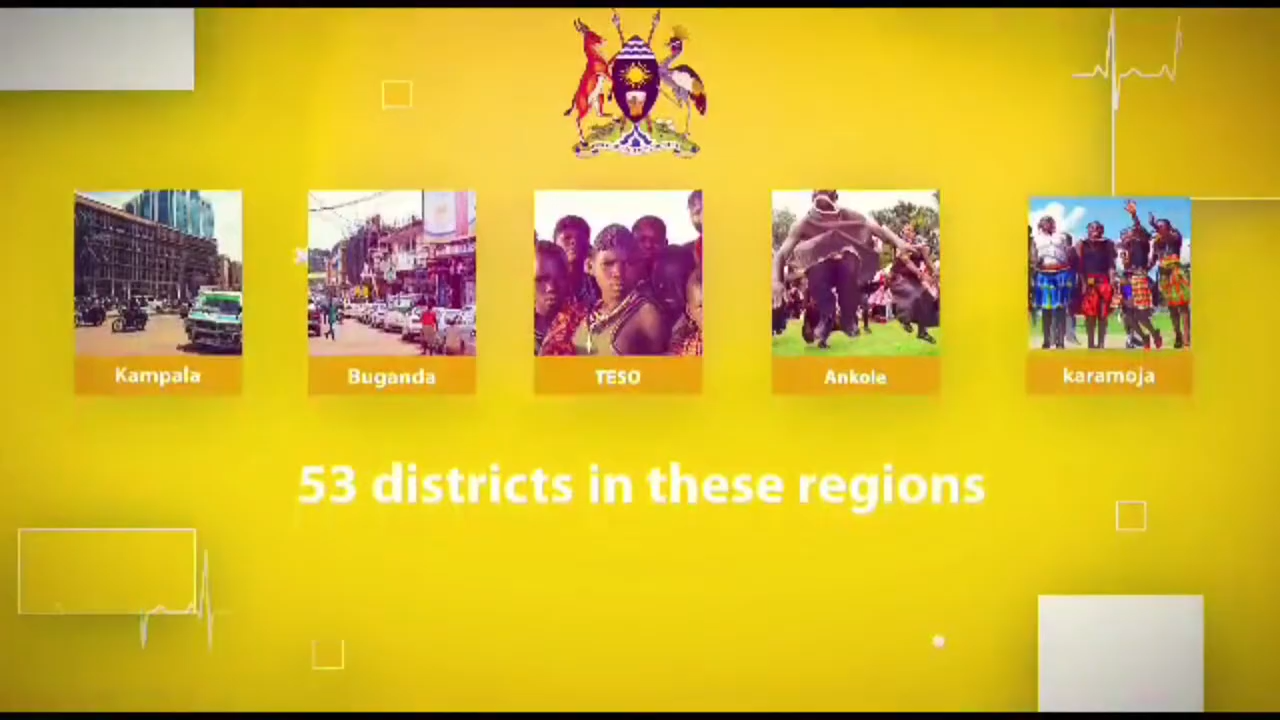 Kampala
Buganda
TESO
Ankole
karamoja
53 districts in these regions